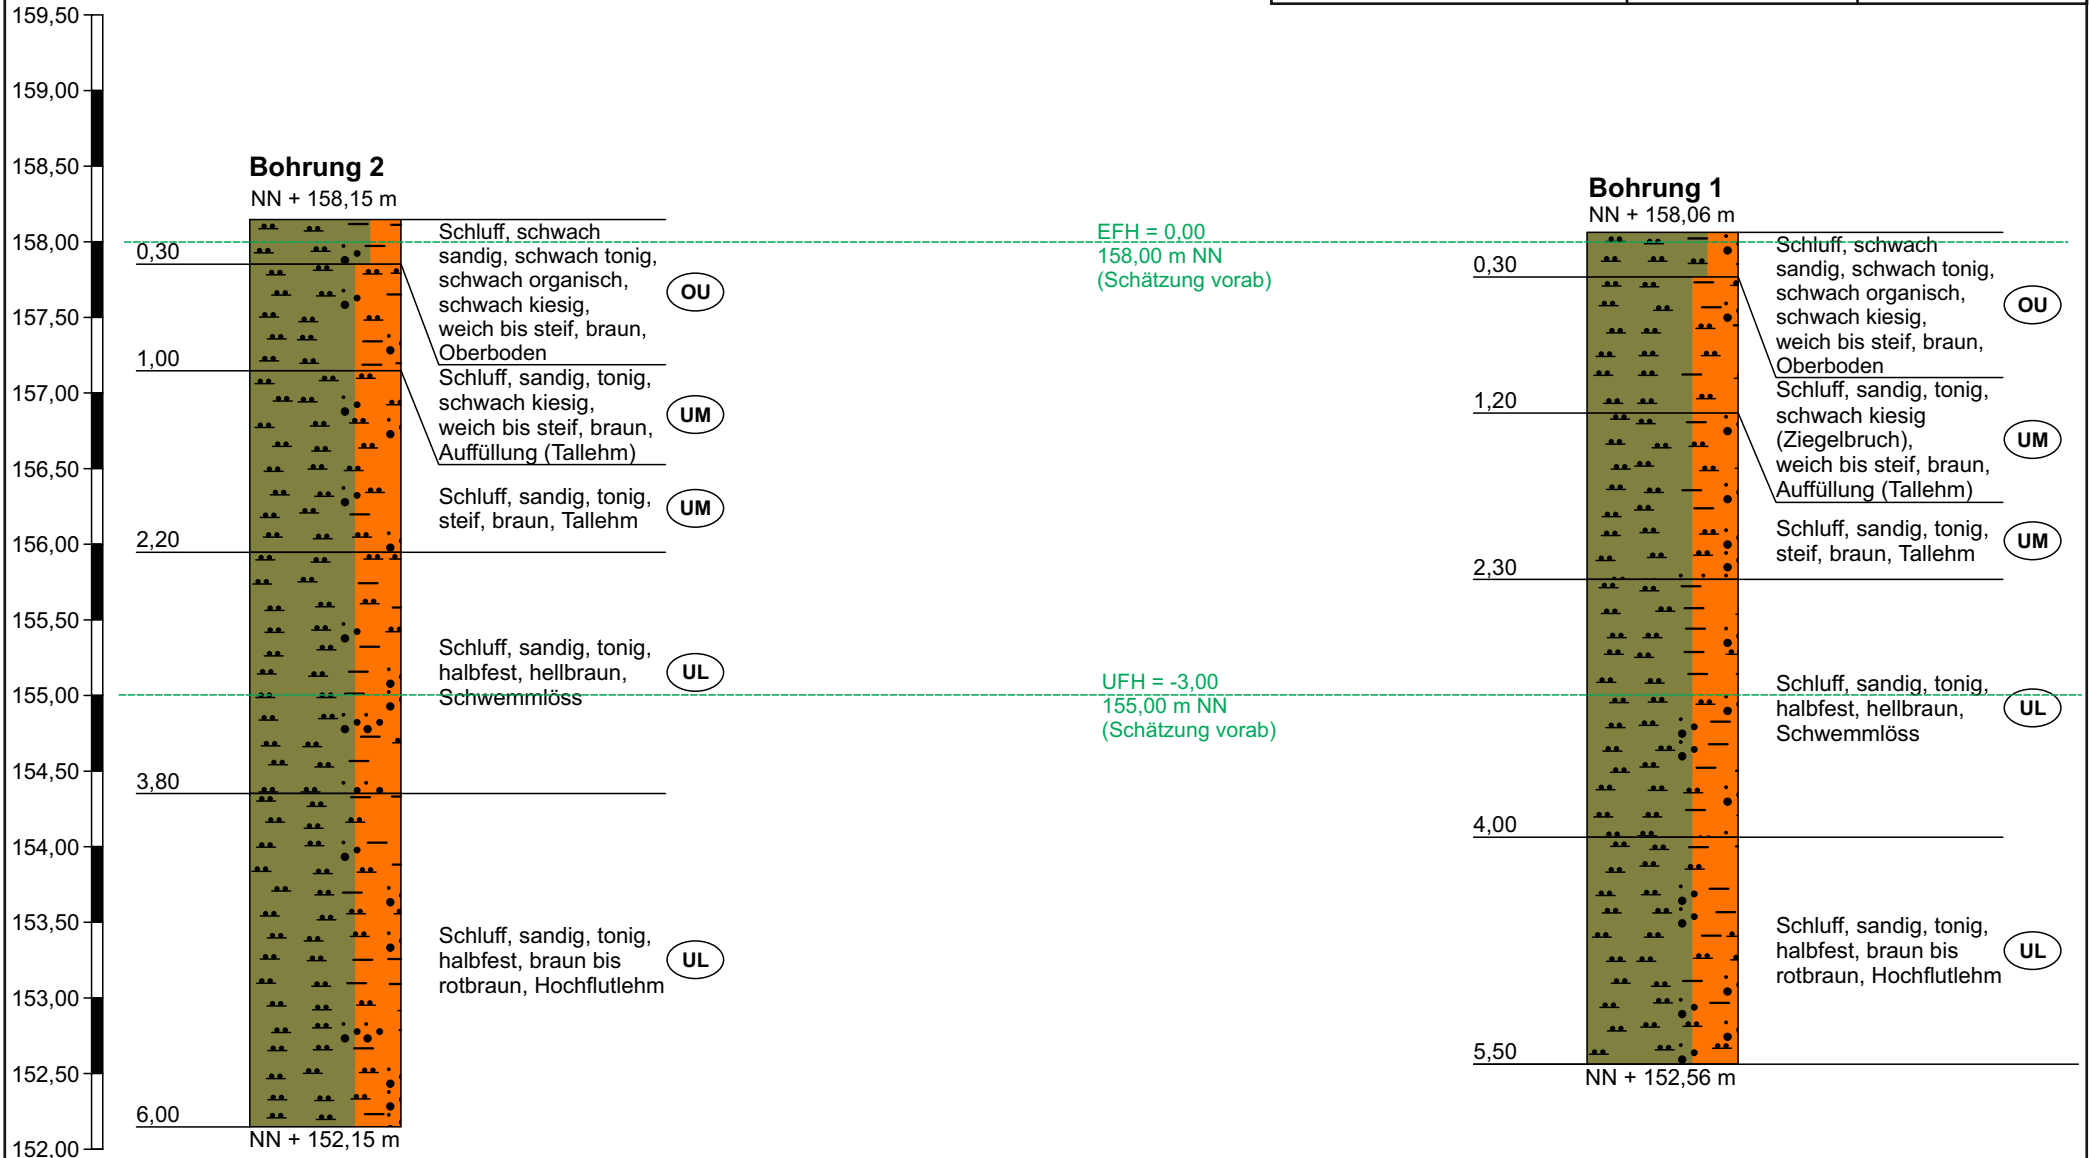 159,50
159,00
158,50
158,00
157,50
157,00
156,50
156,00
155,50
155,00
154,50
154,00
153,50
153,00
152,50
152,00
Bohrung 2
NN + 158,15 m
0,30
1,00
2,20
3,80
6,00
NN + 152,15 m
Schluff, schwach
sandig, schwach tonig,
schwach organisch,
schwach kiesig,
weich bis steif, braun,
Oberboden
OU
Schluff, sandig, tonig,
schwach kiesig,
weich bis steif, braun,
Auffüllung (Tallehm)
UM
Schluff, sandig, tonig,
steif, braun, Tallehm
UM
Schluff, sandig, tonig,
halbfest, hellbraun,
Schwemmlöss
UL
Schluff, sandig, tonig,
halbfest, braun bis
rotbraun, Hochflutlehm
UL
EFH = 0,00
158,00 m NN
(Schätzung vorab)
UFH = -3,00
155,00 m NN
(Schätzung vorab)
Bohrung 1
NN + 158,06 m
0,30
1,20
2,30
4,00
5,50
NN + 152,56 m
Schluff, schwach
sandig, schwach tonig,
schwach organisch,
schwach kiesig,
weich bis steif, braun,
Oberboden
OU
Schluff, sandig, tonig,
schwach kiesig
(Ziegelbruch),
weich bis steif, braun,
Auffüllung (Tallehm)
UM
Schluff, sandig, tonig,
steif, braun, Tallehm
UM
Schluff, sandig, tonig,
halbfest, hellbraun,
Schwemmlöss
UL
Schluff, sandig, tonig,
halbfest, braun bis
rotbraun, Hochflutlehm
UL